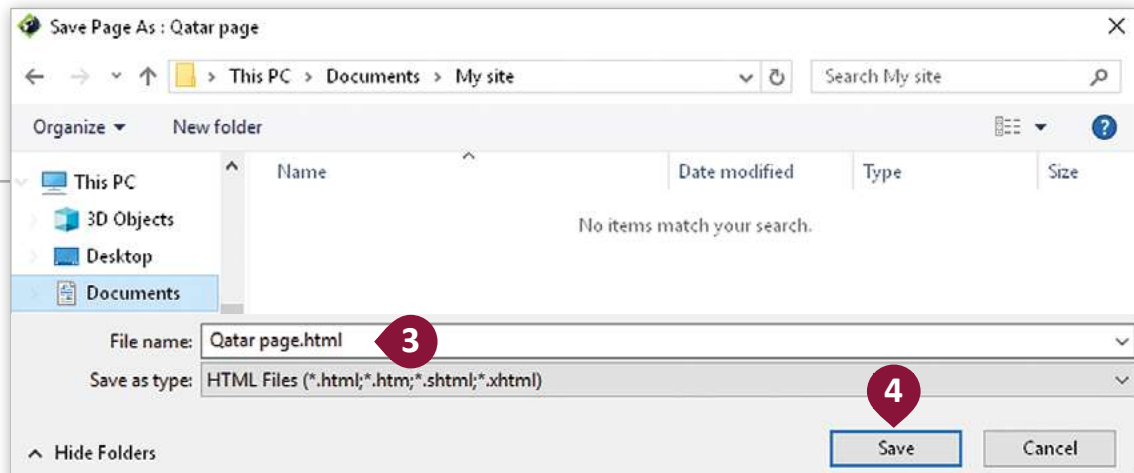 Save Page As : Qatar page
This PC > Documents > My site
Search My site
Organize
New folder
Name
Date modified
Type
Size
This PC
3D Objects
Desktop
Documents
No items match your search.
File name: Qatar page.html
3
Save as type: HTML Files (*.html;*.htm;*.shtml;*.xhtml)
4
Hide Folders
Save
Cancel